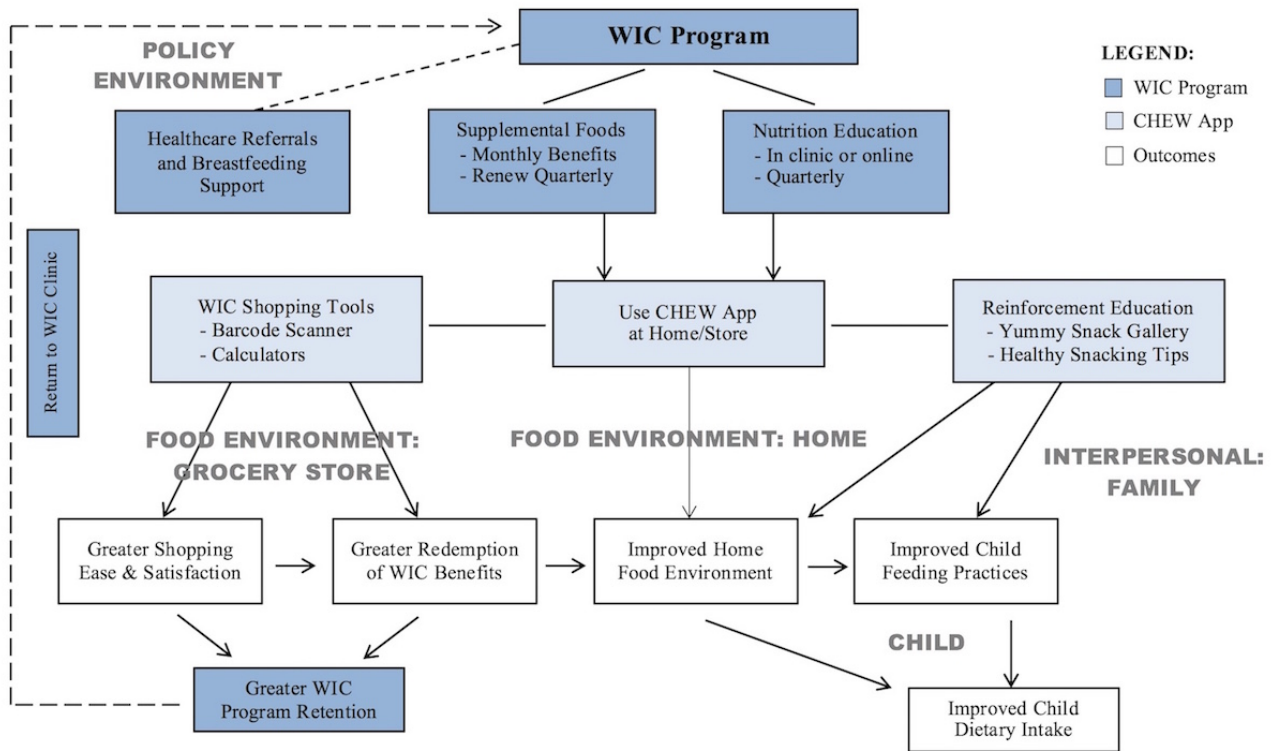 WIC Program
POLICY
ENVIRONMENT
LEGEND:
WIC Program
CHEW App
Outcomes
Healthcare Referrals
and Breastfeeding
Support
Supplemental Foods
- Monthly Benefits
- Renew Quarterly
Nutrition Education
- In clinic or online
- Quarterly
Return to WIC Clinic
WIC Shopping Tools
- Barcode Scanner
- Calculators
Use CHEW App
at Home/Store
Reinforcement Education
- Yummy Snack Gallery
- Healthy Snacking Tips
FOOD ENVIRONMENT:
GROCERY STORE
FOOD ENVIRONMENT: HOME
INTERPERSONAL:
FAMILY
Greater Shopping
Ease & Satisfaction
Greater Redemption
of WIC Benefits
Improved Home
Food Environment
Improved Child
Feeding Practices
CHILD
Greater WIC
Program Retention
Improved Child
Dietary Intake